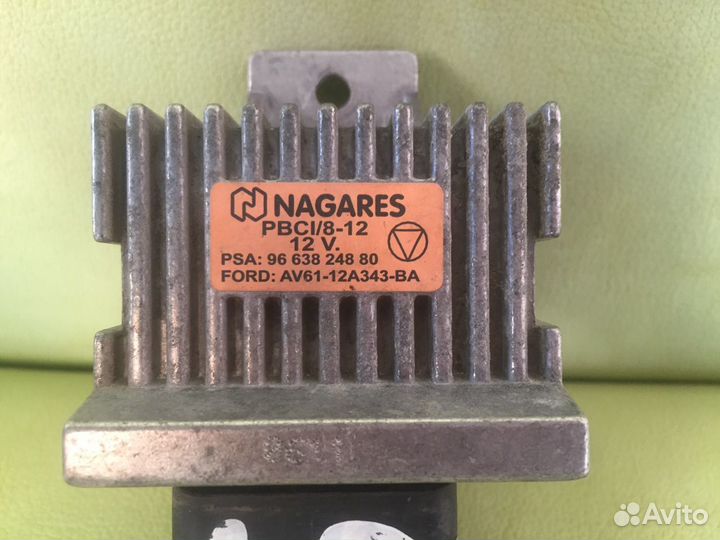 NAGARES
PBCI/8-12
12 V.
PSA: 96 638 248 80
FORD: AV61-12A343-BA
Avito